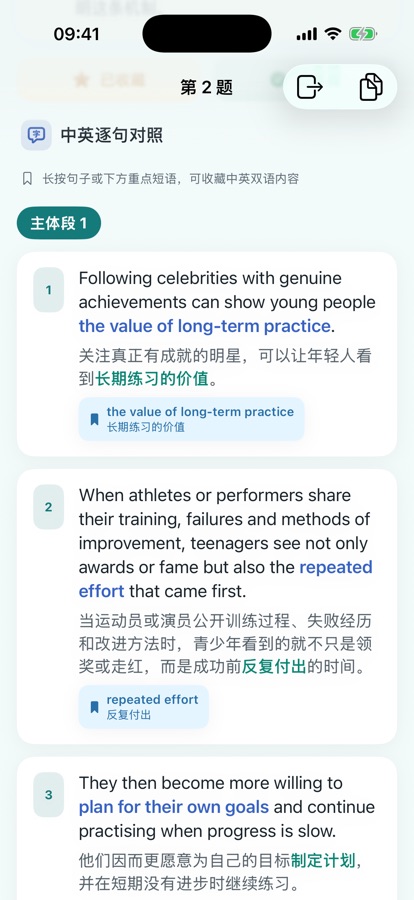 09:41
已收藏
第 2 题
中英逐句对照
长按句子或下方重点短语，可收藏中英双语内容
主体段 1
1
Following celebrities with genuine
achievements can show young people
the value of long-term practice.
关注真正有成就的明星，可以让年轻人看
到长期练习的价值。
the value of long-term practice
长期练习的价值
2
When athletes or performers share
their training, failures and methods of
improvement, teenagers see not only
awards or fame but also the repeated
effort that came first.
当运动员或演员公开训练过程、失败经历
和改进方法时，青少年看到的就不只是领
奖或走红，而是成功前反复付出的时间。
repeated effort
反复付出
3
They then become more willing to
plan for their own goals and continue
practising when progress is slow.
他们因而更愿意为自己的目标制定计划，
并在短期没有进步时继续练习。